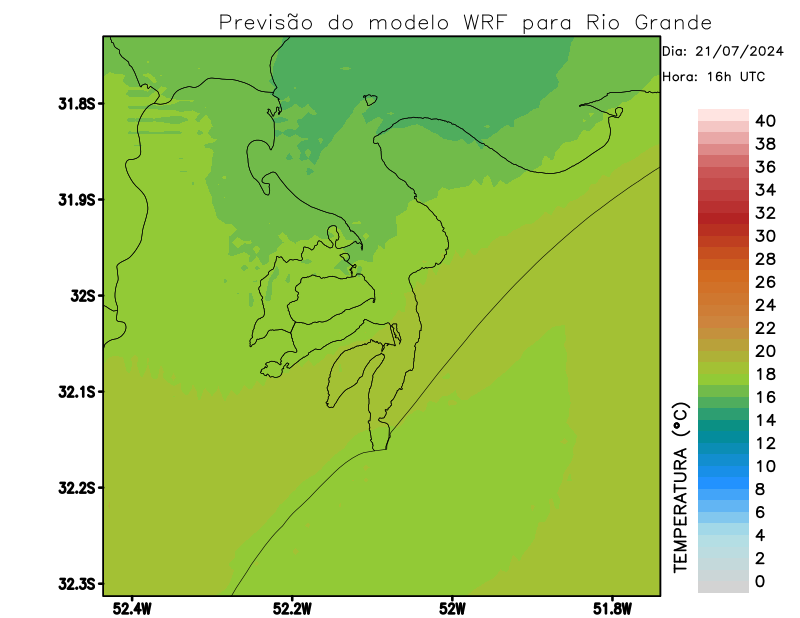 Previsão do modelo WRF para Rio Grande
Dia: 21/07/2024
Hora: 16h UTC
31.8S
31.9S
32S
32.1S
32.2S
32.3S
52.4W
52.2W
52W
51.8W
TEMPERATURA (°C)
40
38
36
34
32
30
28
26
24
22
20
18
16
14
12
10
8
6
4
2
0